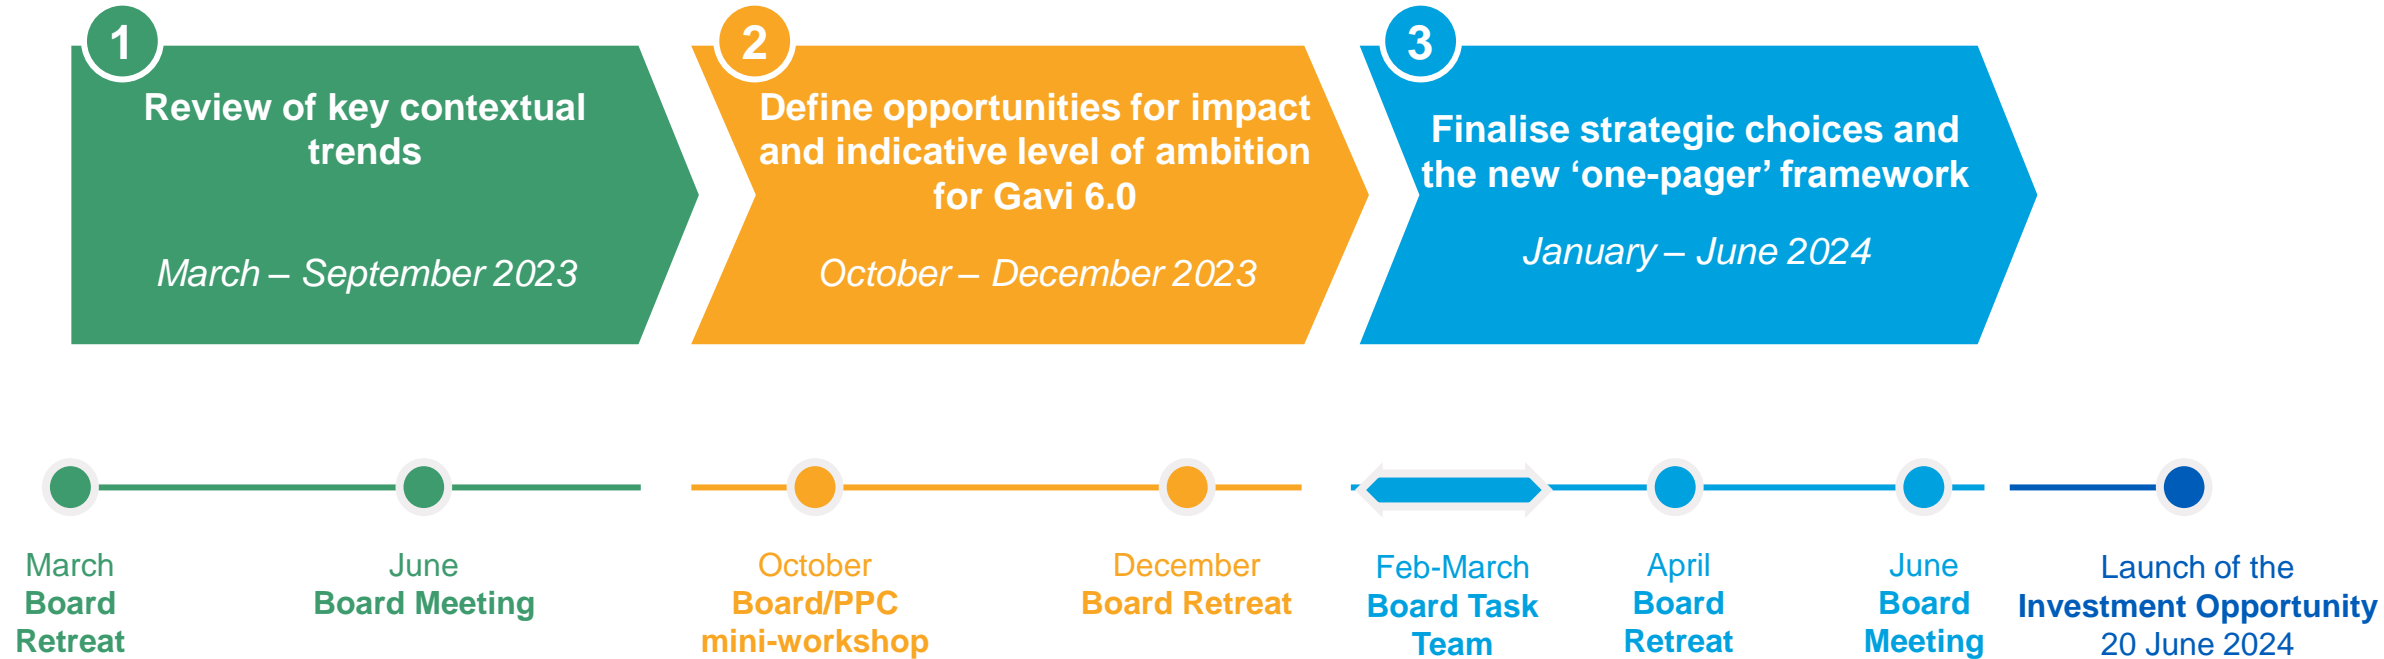 1
Review of key contextual
trends
March – September 2023
2
Define opportunities for impact
and indicative level of ambition
for Gavi 6.0
October – December 2023
3
Finalise strategic choices and
the new ‘one-pager’ framework
January – June 2024
March
Board
Retreat
June
Board Meeting
October
Board/PPC
mini-workshop
December
Board Retreat
Feb-March
Board Task
Team
April
Board
Retreat
June
Board
Meeting
Launch of the
Investment Opportunity
20 June 2024